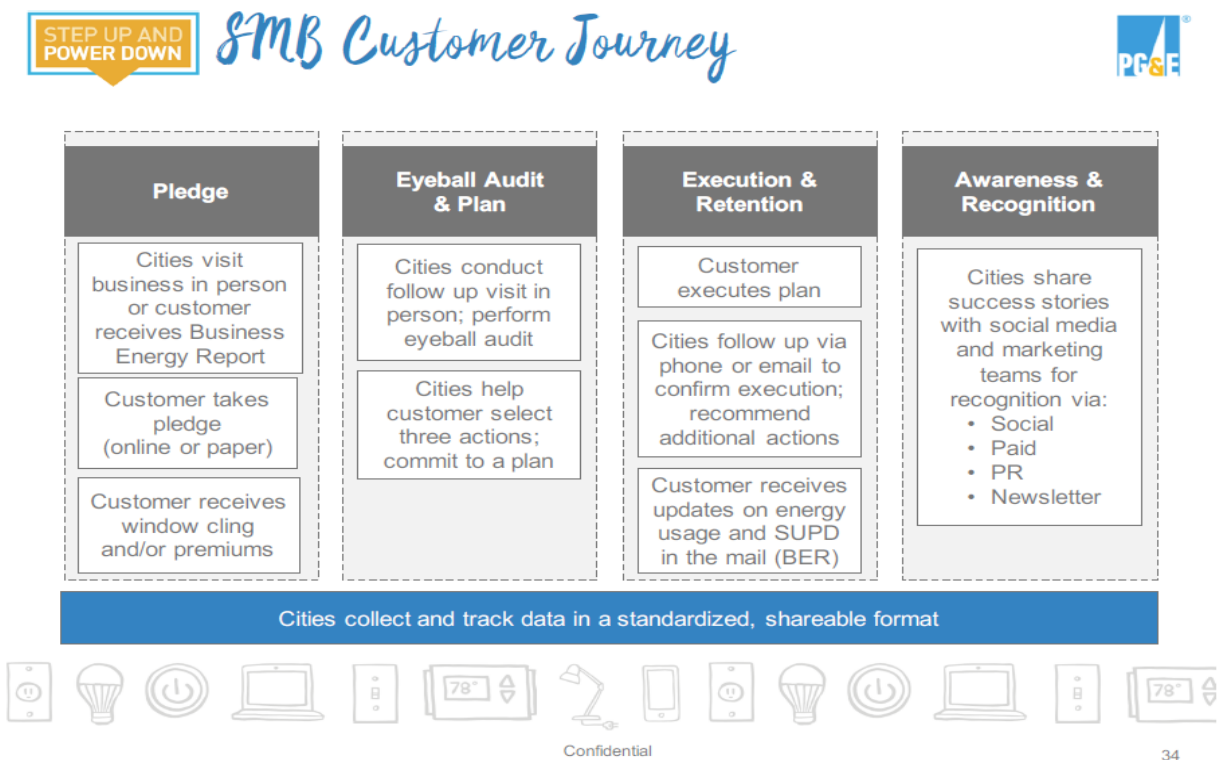 STEP UP AND
POWER DOWN
SMB Customer Journey
PG&E
®
Pledge
Cities visit
business in person
or customer
receives Business
Energy Report
Customer takes
pledge
(online or paper)
Customer receives
window cling
and/or premiums
Eyeball Audit
& Plan
Cities conduct
follow up visit in
person; perform
eyeball audit
Cities help
customer select
three actions;
commit to a plan
Execution &
Retention
Customer
executes plan
Cities follow up via
phone or email to
confirm execution;
recommend
additional actions
Customer receives
updates on energy
usage and SUPD
in the mail (BER)
Awareness &
Recognition
Cities share
success stories
with social media
and marketing
teams for
recognition via:
• Social
• Paid
• PR
• Newsletter
Cities collect and track data in a standardized, shareable format
78°
78°
Confidential
34